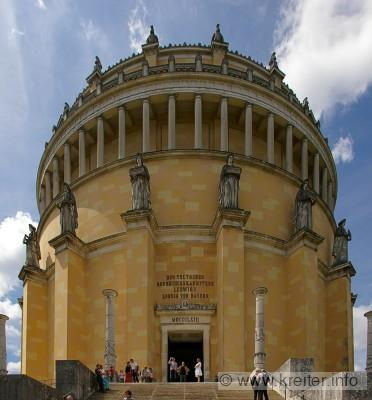 DEN TEUTSCHEN
BEFREIUNGSKAEMPFERN
LUDWIG I
KOENIG VON BAYERN
MDCCCLXIII
www.kreiter.info